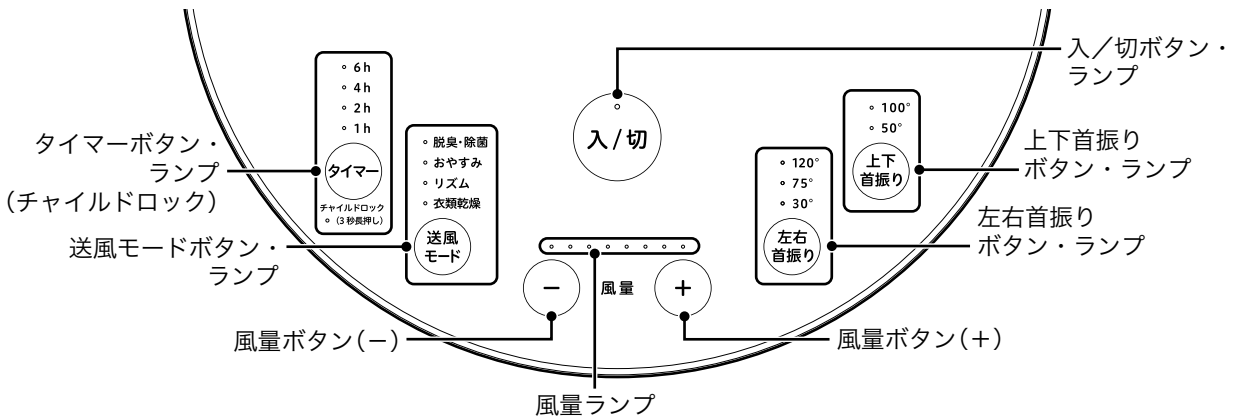 入／切ボタン・
ランプ
6h
4h
2h
1h
タイマー
チャイルドロック
（3秒長押し）
脱臭・除菌
おやすみ
リズム
衣類乾燥
送風
モード
入/切
100°
50°
上下
首振り
120°
75°
30°
左右
首振り
−
風量
+
タイマーボタン・
ランプ
（チャイルドロック）
送風モードボタン・
ランプ
上下首振り
ボタン・ランプ
左右首振り
ボタン・ランプ
風量ボタン（−）
風量ボタン（＋）
風量ランプ